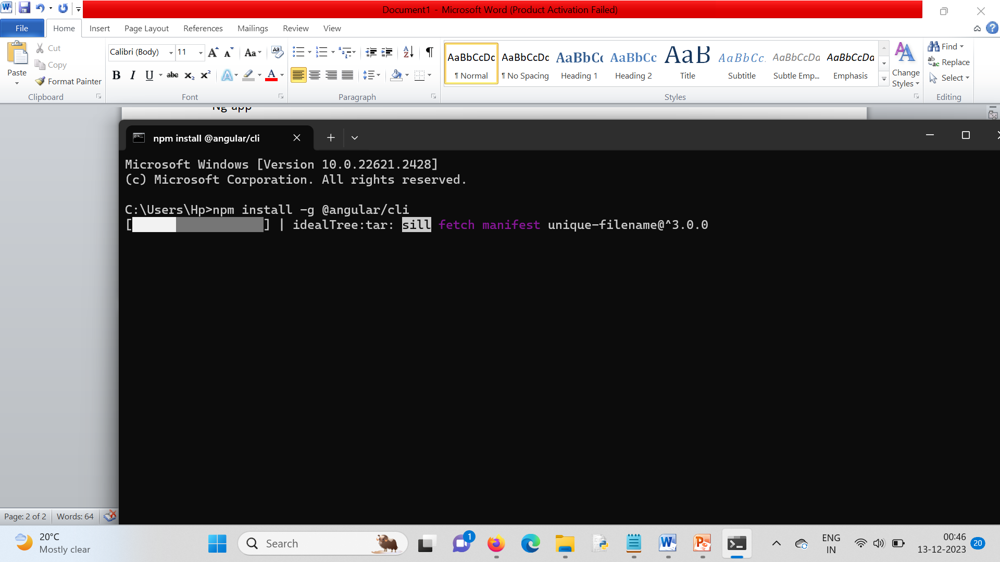 Document1 - Microsoft Word (Product Activation Failed)
File Home Insert Page Layout References Mailings Review View
Paste
Cut
Copy
Format Painter
Clipboard
Calibri (Body) 11
Font
Paragraph
AaBbCcDc AaBbCcDc AaBbCc AaBbCc AaB AaBbCc. AaBbCcDa AaBbCcDa
¶ Normal ¶ No Spacing Heading 1 Heading 2 Title Subtitle Subtle Emp... Emphasis
Change
Styles
Styles
Find
Replace
Select
Editing
Ng app
npm install @angular/cli
Microsoft Windows [Version 10.0.22621.2428]
(c) Microsoft Corporation. All rights reserved.
C:\Users\Hp>npm install -g @angular/cli
[ ] | idealTree:tar: sill fetch manifest unique-filename@^3.0.0
Page: 2 of 2 Words: 64
20°C
Mostly clear
Search
1
ENG
IN
00:46
13-12-2023
20